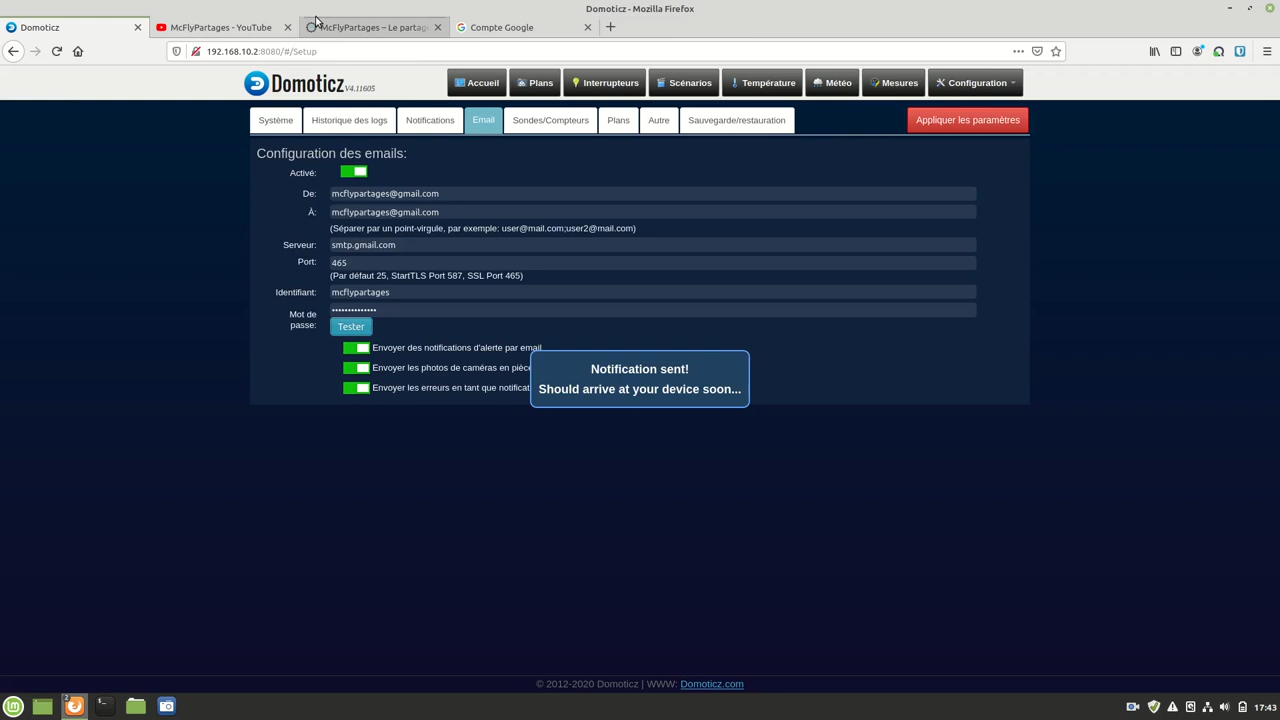 Domoticz - Mozilla Firefox
Domoticz
McFlyPartages - YouTube
McFlyPartages – Le partag
Compte Google
192.168.10.2:8080/#/Setup
Domoticz V4.11605
Accueil
Plans
Interrupteurs
Scénarios
Température
Météo
Mesures
Configuration
Système
Historique des logs
Notifications
Email
Sondes/Compteurs
Plans
Autre
Sauvegarde/restauration
Appliquer les paramètres
Configuration des emails:
Activé:
De: mcflypartages@gmail.com
À: mcflypartages@gmail.com
(Séparer par un point-virgule, par exemple: user@mail.com;user2@mail.com)
Serveur: smtp.gmail.com
Port: 465
(Par défaut 25, StartTLS Port 587, SSL Port 465)
Identifiant: mcflypartages
Mot de passe: ••••••••••••••
Tester
Envoyer des notifications d'alerte par email
Envoyer les photos de caméras en pièce
Envoyer les erreurs en tant que notificat
Notification sent!
Should arrive at your device soon...
© 2012-2020 Domoticz | WWW: Domoticz.com
2
17:43